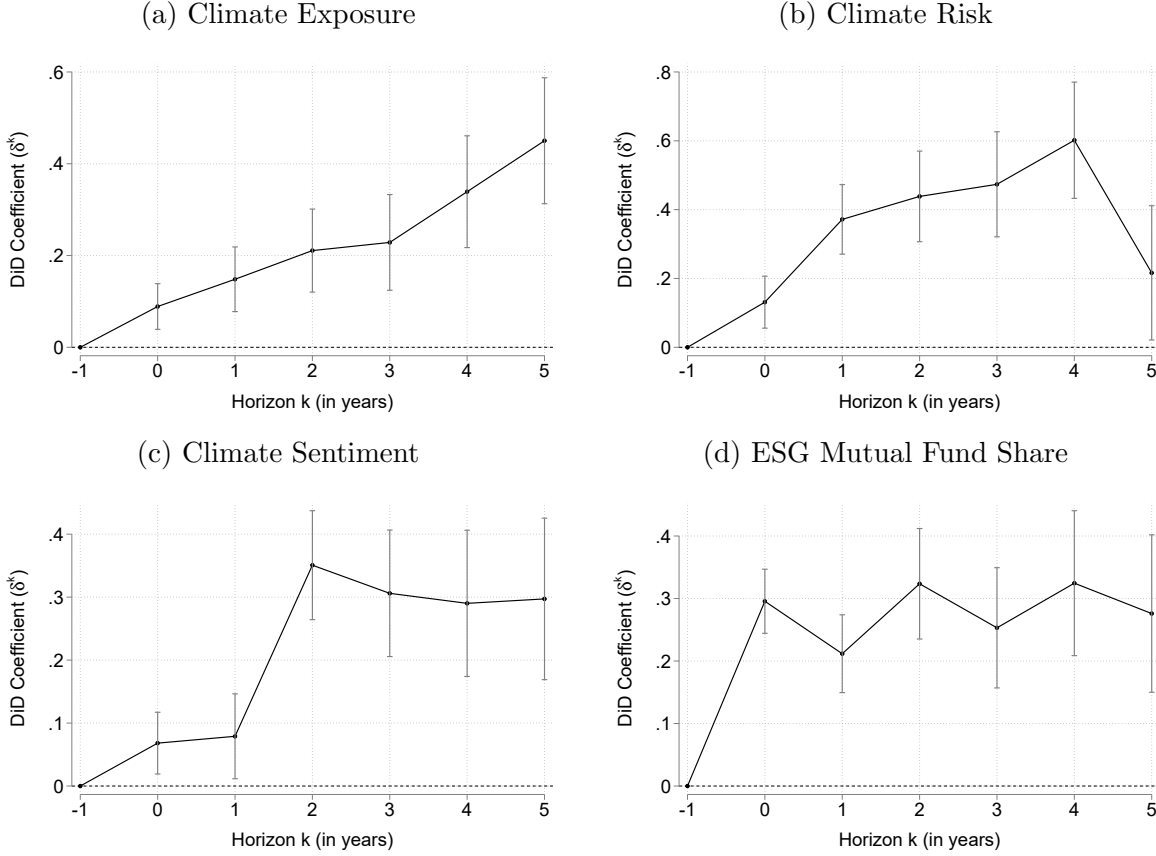 (a) Climate Exposure
DiD Coefficient (δᵏ)
.6
.4
.2
0
-1 0 1 2 3 4 5
Horizon k (in years)
(b) Climate Risk
DiD Coefficient (δᵏ)
.8
.6
.4
.2
0
-1 0 1 2 3 4 5
Horizon k (in years)
(c) Climate Sentiment
DiD Coefficient (δᵏ)
.4
.3
.2
.1
0
-1 0 1 2 3 4 5
Horizon k (in years)
(d) ESG Mutual Fund Share
DiD Coefficient (δᵏ)
.4
.3
.2
.1
0
-1 0 1 2 3 4 5
Horizon k (in years)